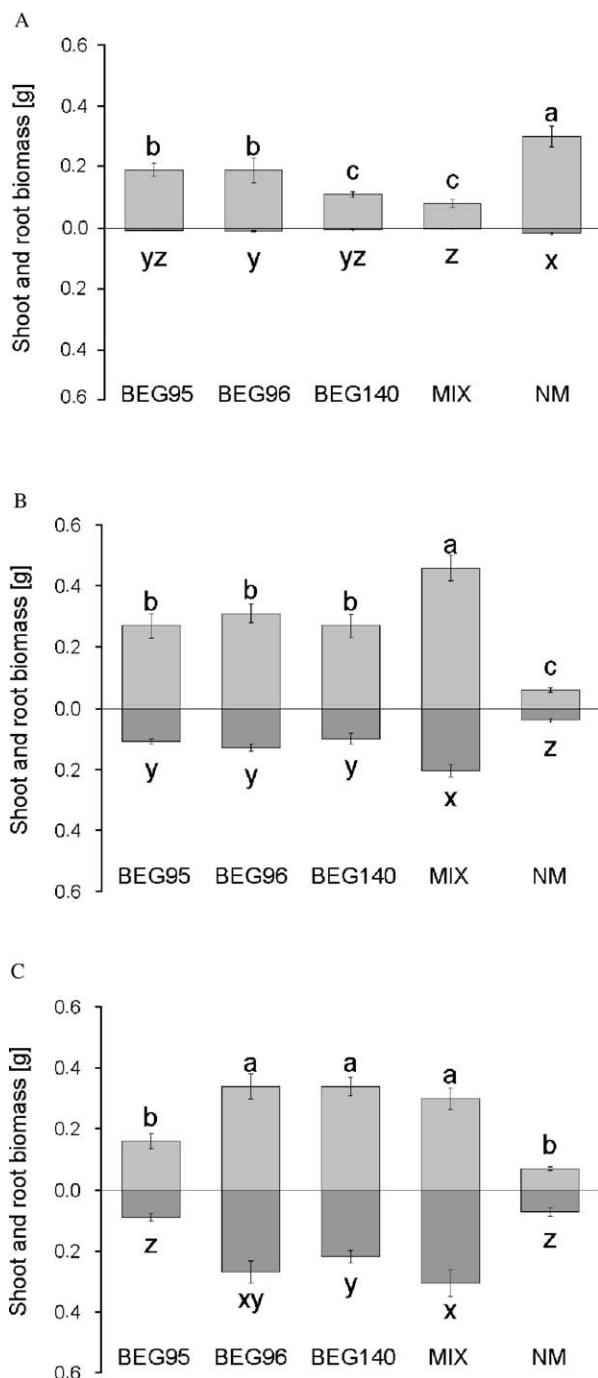 A
Shoot and root biomass [g]
0.6
0.4
0.2
0.0
0.2
0.4
0.6
b b c c a
yz y yz z x
BEG95 BEG96 BEG140 MIX NM
B
Shoot and root biomass [g]
0.6
0.4
0.2
0.0
0.2
0.4
0.6
b b b a c
y y y x z
BEG95 BEG96 BEG140 MIX NM
C
Shoot and root biomass [g]
0.6
0.4
0.2
0.0
0.2
0.4
0.6
b a a a b
z xy y x z
BEG95 BEG96 BEG140 MIX NM